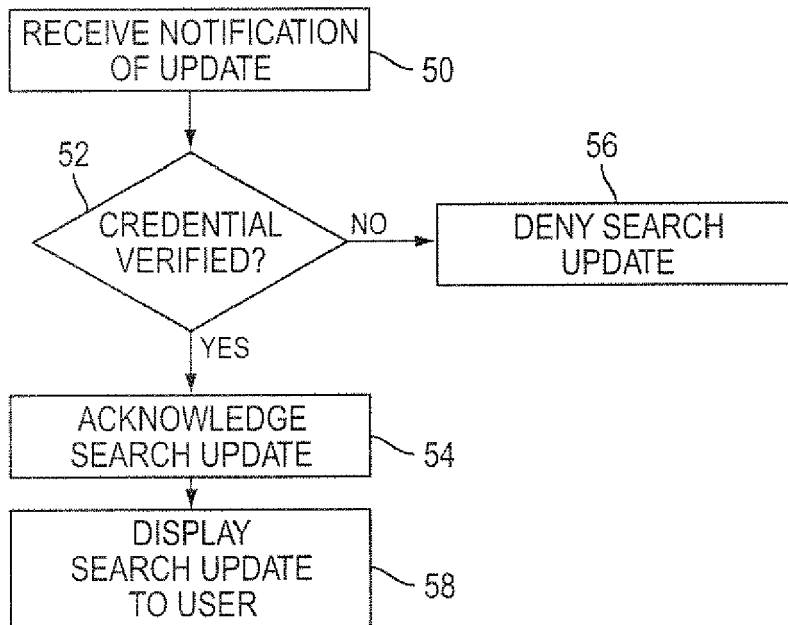 RECEIVE NOTIFICATION
OF UPDATE
50
52
CREDENTIAL
VERIFIED?
NO
56
DENY SEARCH
UPDATE
YES
ACKNOWLEDGE
SEARCH UPDATE
54
DISPLAY
SEARCH UPDATE
TO USER
58